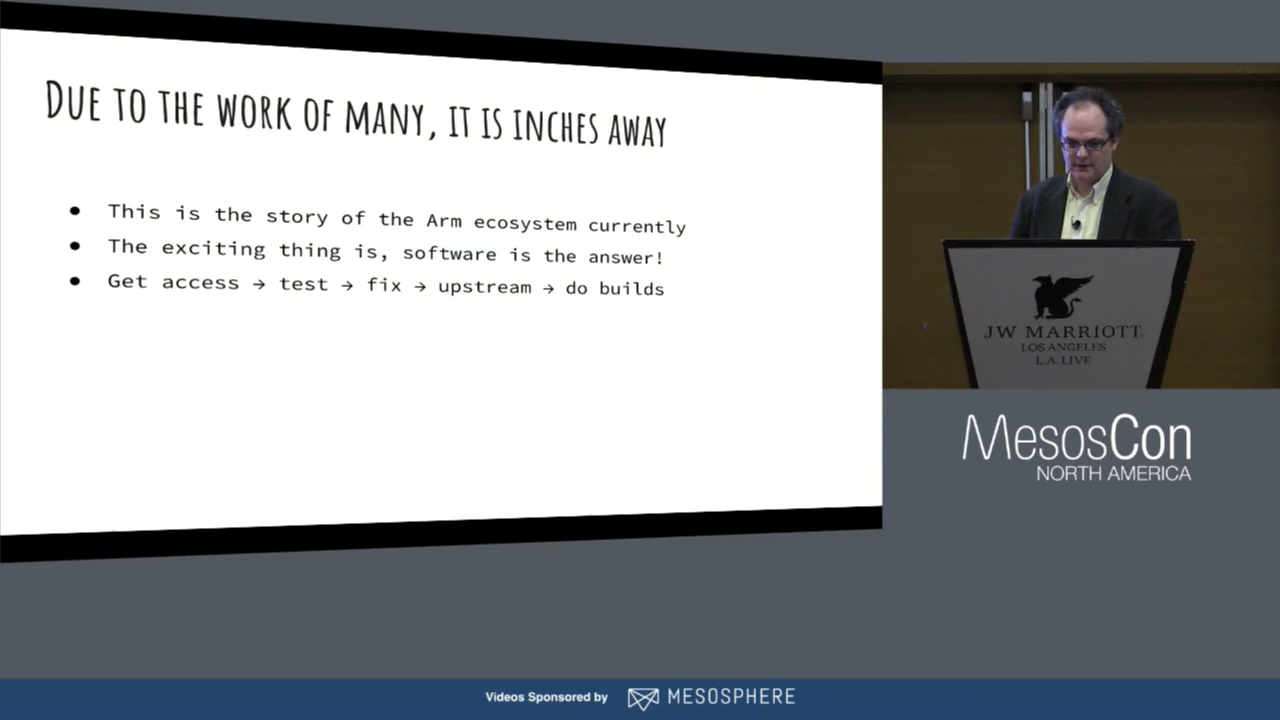 DUE TO THE WORK OF MANY, IT IS INCHES AWAY
● This is the story of the Arm ecosystem currently
● The exciting thing is, software is the answer!
● Get access → test → fix → upstream → do builds
JW MARRIOTT
LOS ANGELES
L.A. LIVE
MesosCon
NORTH AMERICA
Videos Sponsored by MESOSPHERE